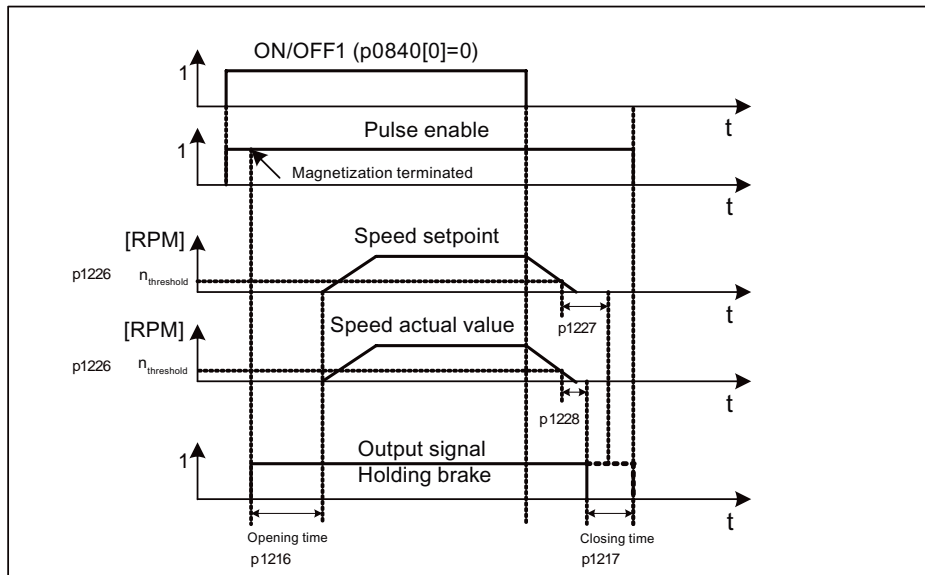 ON/OFF1 (p0840[0]=0)
1
t
Pulse enable
1
Magnetization terminated
t
[RPM]
Speed setpoint
p1226 nthreshold
t
p1227
[RPM]
Speed actual value
p1226 nthreshold
t
p1228
Output signal
1
Holding brake
t
Opening time
p1216
Closing time
p1217